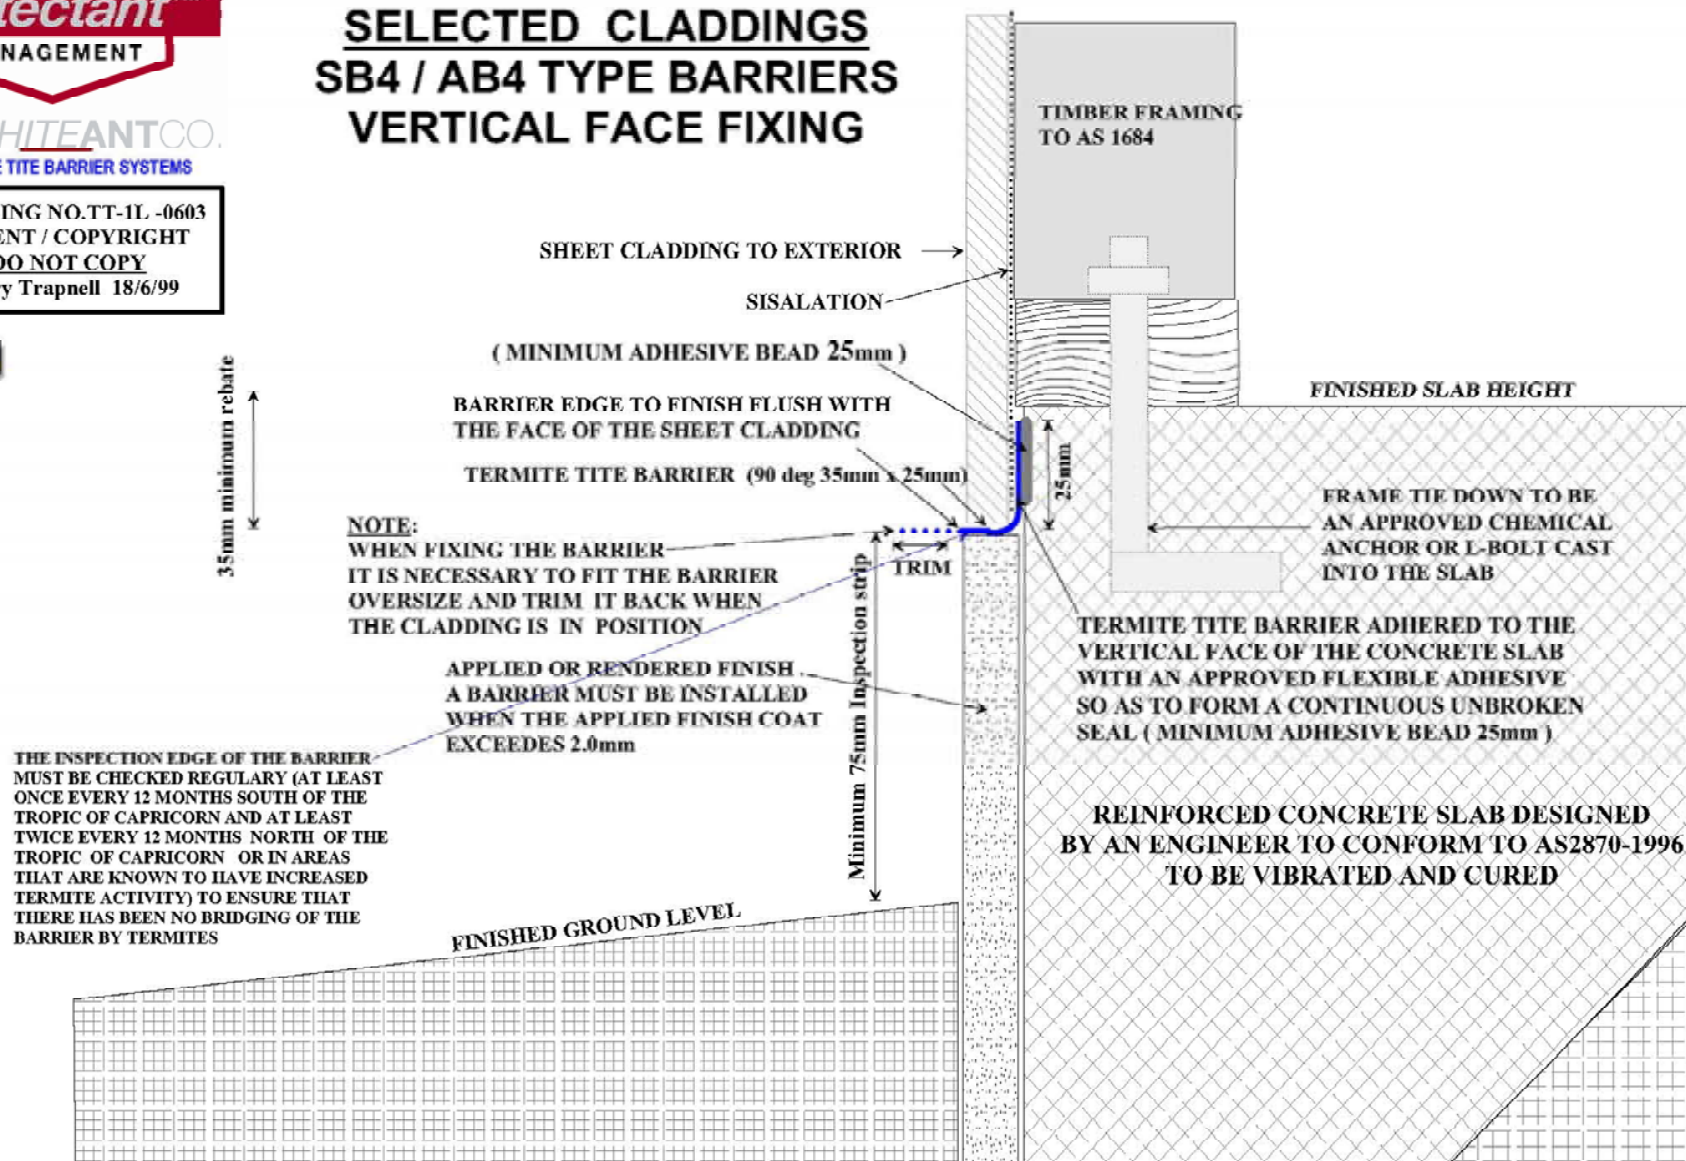 tectant
NAGEMENT
HITEANTCO.
TITE BARRIER SYSTEMS
ING NO.TT-1L -0603
ENT / COPYRIGHT
DO NOT COPY
y Trapnell 18/6/99
SELECTED CLADDINGS
SB4 / AB4 TYPE BARRIERS
VERTICAL FACE FIXING
TIMBER FRAMING
TO AS 1684
SHEET CLADDING TO EXTERIOR
SISALATION
( MINIMUM ADHESIVE BEAD 25mm )
35mm minimum rebate
BARRIER EDGE TO FINISH FLUSH WITH
THE FACE OF THE SHEET CLADDING
TERMITE TITE BARRIER (90 deg 35mm x 25mm)
FINISHED SLAB HEIGHT
25mm
FRAME TIE DOWN TO BE
AN APPROVED CHEMICAL
ANCHOR OR L-BOLT CAST
INTO THE SLAB
NOTE:
WHEN FIXING THE BARRIER
IT IS NECESSARY TO FIT THE BARRIER
OVERSIZE AND TRIM IT BACK WHEN
THE CLADDING IS IN POSITION
TRIM
Minimum 75mm Inspection strip
TERMITE TITE BARRIER ADHERED TO THE
VERTICAL FACE OF THE CONCRETE SLAB
WITH AN APPROVED FLEXIBLE ADHESIVE
SO AS TO FORM A CONTINUOUS UNBROKEN
SEAL ( MINIMUM ADHESIVE BEAD 25mm )
APPLIED OR RENDERED FINISH
A BARRIER MUST BE INSTALLED
WHEN THE APPLIED FINISH COAT
EXCEEDES 2.0mm
THE INSPECTION EDGE OF THE BARRIER
MUST BE CHECKED REGULARY (AT LEAST
ONCE EVERY 12 MONTHS SOUTH OF THE
TROPIC OF CAPRICORN AND AT LEAST
TWICE EVERY 12 MONTHS NORTH OF THE
TROPIC OF CAPRICORN OR IN AREAS
THAT ARE KNOWN TO HAVE INCREASED
TERMITE ACTIVITY) TO ENSURE THAT
THERE HAS BEEN NO BRIDGING OF THE
BARRIER BY TERMITES
REINFORCED CONCRETE SLAB DESIGNED
BY AN ENGINEER TO CONFORM TO AS2870-1996
TO BE VIBRATED AND CURED
FINISHED GROUND LEVEL